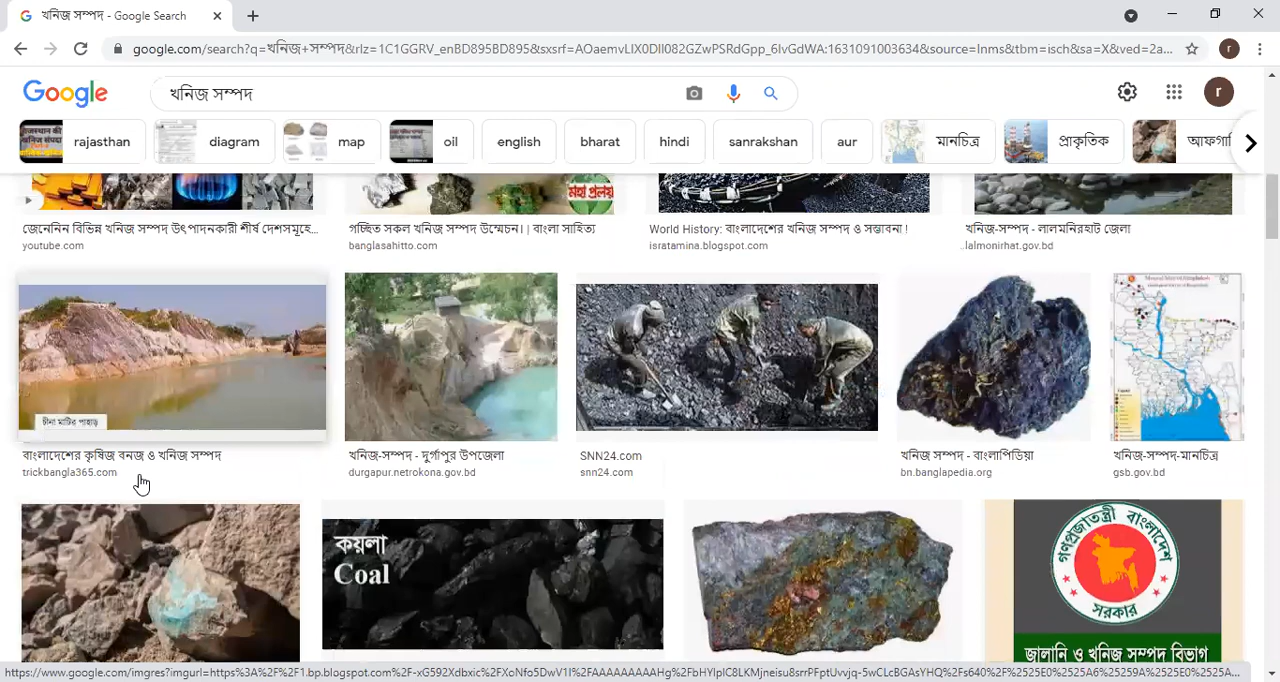 খনিজ সম্পদ - Google Search
google.com/search?q=খনিজ+সম্পদ&rlz=1C1GGRV_enBD895BD895&sxsrf=AOaemvLIX0DIl082GZwPSRdGpp_6IvGdWA:1631091003634&source=lnms&tbm=isch&sa=X&ved=2a...
r
Google
খনিজ সম্পদ
r
rajasthan
diagram
map
oil
english
bharat
hindi
sanrakshan
aur
মানচিত্র
প্রাকৃতিক
জেনেনিন বিভিন্ন খনিজ সম্পদ উৎপাদনকারী শীর্ষ দেশসমূহে...
গচ্ছিত সকল খনিজ সম্পদ উম্মেচন।। বাংলা সাহিত্য
World History: বাংলাদেশের খনিজ সম্পদ ও সম্ভাবনা !
খনিজ-সম্পদ - লালমনিরহাট জেলা
youtube.com
banglasahitto.com
isratamina.blogspot.com
lalmonirhat.gov.bd
চীনা মাটির পাহাড়
বাংলাদেশের কৃষিজ বনজ ও খনিজ সম্পদ
খনিজ-সম্পদ - দুর্গাপুর উপজেলা
SNN24.com
খনিজ সম্পদ - বাংলাপিডিয়া
খনিজ-সম্পদ-মানচিত্র
trickbangla365.com
durgapur.netrokona.gov.bd
snn24.com
bn.banglapedia.org
gsb.gov.bd
কয়লা
Coal
গণপ্রজাতন্ত্রী বাংলাদেশ
সরকার
জ্বালানি ও খনিজ সম্পদ বিভাগ